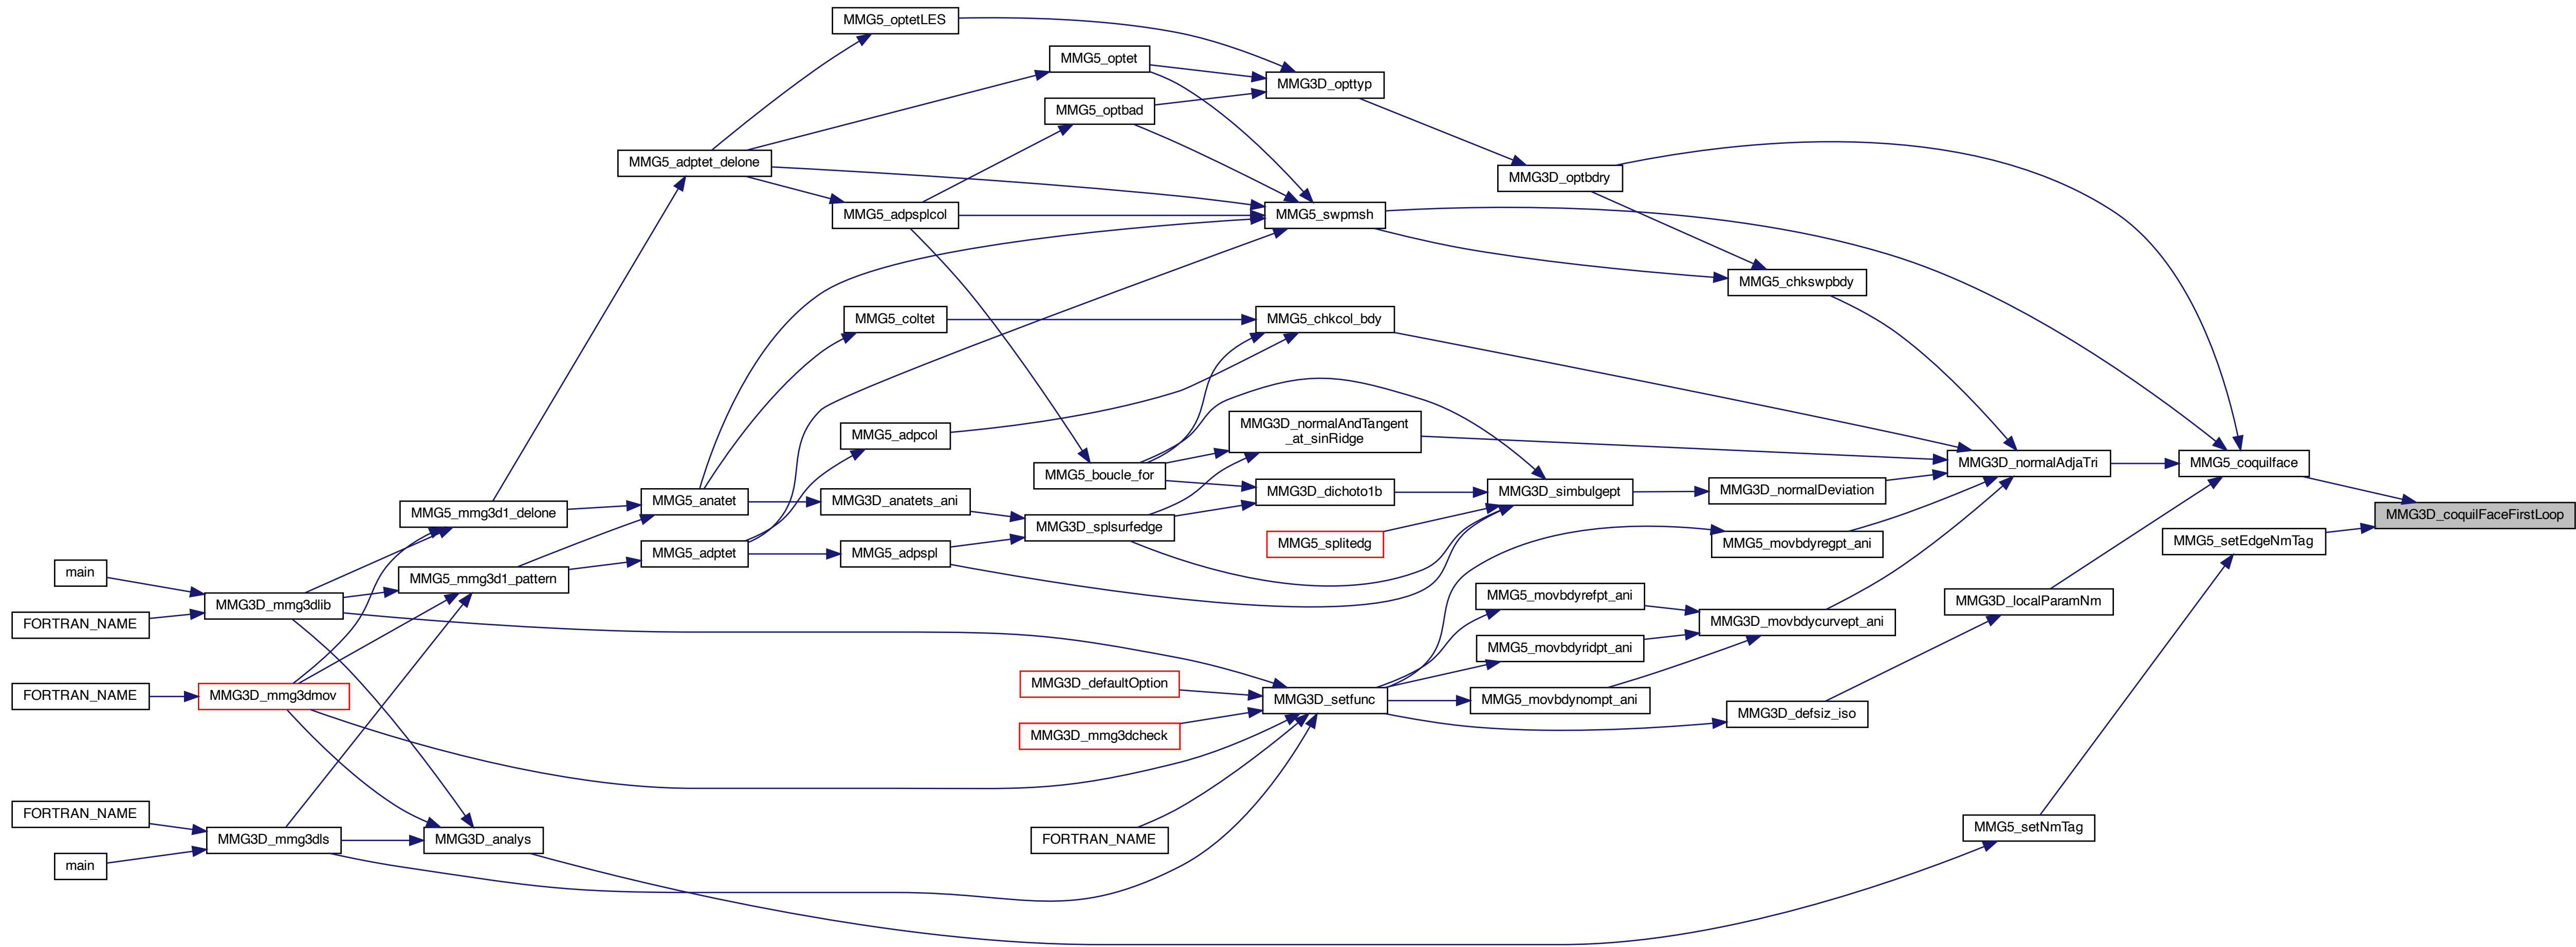 MMG5_optetLES
MMG5_optet
MMG3D_opttyp
MMG5_optbad
MMG5_adptet_delone
MMG3D_optbdry
MMG5_adpsplcol
MMG5_swpmsh
MMG5_chkswpbdy
MMG5_coltet
MMG5_chkcol_bdy
MMG5_adpcol
MMG3D_normalAndTangent
_at_sinRidge
MMG5_boucle_for
MMG3D_normalAdjaTri
MMG5_coquilface
MMG5_mmg3d1_delone
MMG5_anatet
MMG3D_anatets_ani
MMG3D_dichoto1b
MMG3D_simbulgept
MMG3D_normalDeviation
MMG3D_coquilFaceFirstLoop
MMG3D_splsurfedge
MMG5_splitedg
MMG5_movbdyregpt_ani
MMG5_setEdgeNmTag
MMG5_adptet
MMG5_adpspl
main
MMG5_mmg3d1_pattern
MMG3D_mmg3dlib
FORTRAN_NAME
MMG5_movbdyrefpt_ani
MMG3D_localParamNm
MMG3D_movbdycurvept_ani
MMG5_movbdyridpt_ani
FORTRAN_NAME
MMG3D_mmg3dmov
MMG3D_defaultOption
MMG3D_setfunc
MMG5_movbdynompt_ani
MMG3D_defsiz_iso
MMG3D_mmg3dcheck
FORTRAN_NAME
MMG3D_mmg3dls
MMG3D_analys
FORTRAN_NAME
MMG5_setNmTag
main